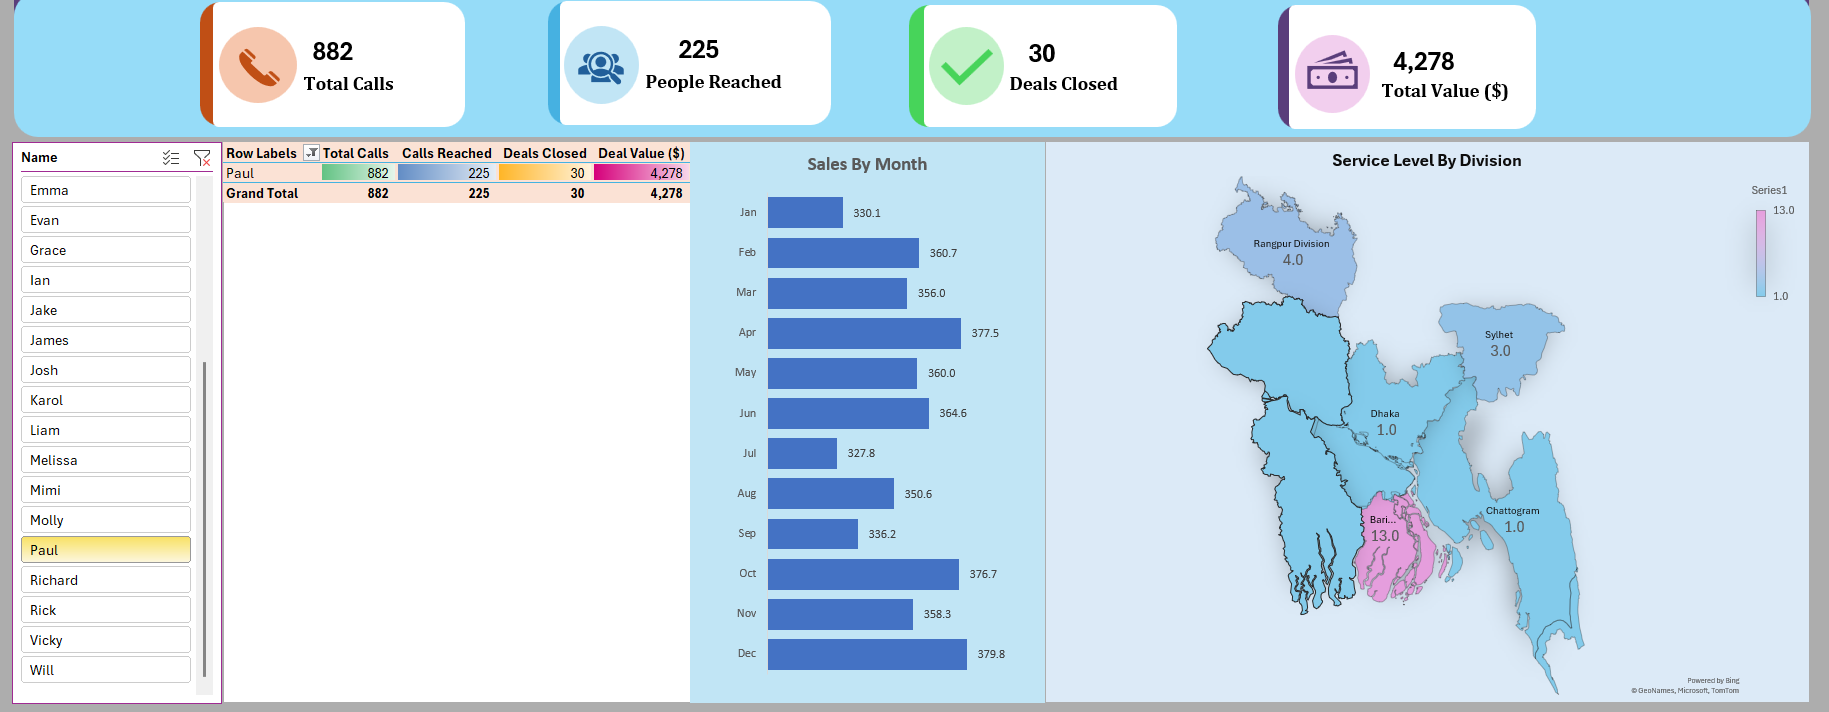 882
Total Calls
225
People Reached
30
Deals Closed
4,278
Total Value ($)
Name
Emma
Evan
Grace
Ian
Jake
James
Josh
Karol
Liam
Melissa
Mimi
Molly
Paul
Richard
Rick
Vicky
Will
Row Labels Total Calls Calls Reached Deals Closed Deal Value ($)
Paul 882 225 30 4,278
Grand Total 882 225 30 4,278
Sales By Month
Jan 330.1
Feb 360.7
Mar 356.0
Apr 377.5
May 360.0
Jun 364.6
Jul 327.8
Aug 350.6
Sep 336.2
Oct 376.7
Nov 358.3
Dec 379.8
Service Level By Division
Series1
13.0
1.0
Rangpur Division
4.0
Sylhet
3.0
Dhaka
1.0
Chattogram
1.0
Bari...
13.0
Powered by Bing
© GeoNames, Microsoft, TomTom